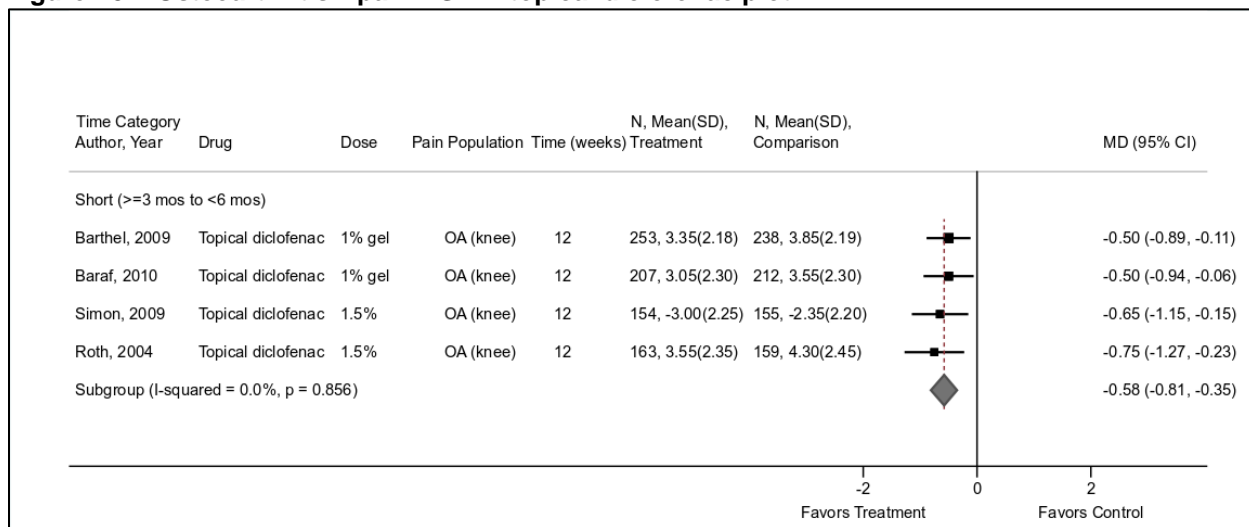 Time Category
Author, Year Drug Dose Pain Population Time (weeks) N, Mean(SD), Treatment N, Mean(SD), Comparison MD (95% CI)
Short (>=3 mos to <6 mos)
Barthel, 2009 Topical diclofenac 1% gel OA (knee) 12 253, 3.35(2.18) 238, 3.85(2.19) -0.50 (-0.89, -0.11)
Baraf, 2010 Topical diclofenac 1% gel OA (knee) 12 207, 3.05(2.30) 212, 3.55(2.30) -0.50 (-0.94, -0.06)
Simon, 2009 Topical diclofenac 1.5% OA (knee) 12 154, -3.00(2.25) 155, -2.35(2.20) -0.65 (-1.15, -0.15)
Roth, 2004 Topical diclofenac 1.5% OA (knee) 12 163, 3.55(2.35) 159, 4.30(2.45) -0.75 (-1.27, -0.23)
Subgroup (I-squared = 0.0%, p = 0.856) -0.58 (-0.81, -0.35)
-2 0 2
Favors Treatment Favors Control